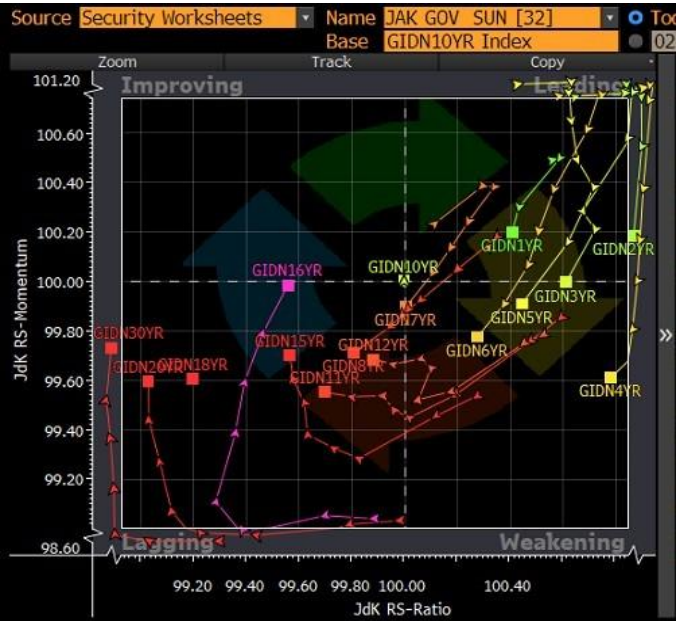 Source Security Worksheets Name JAK GOV SUN [32] Too
Base GIDN10YR Index 02
Zoom Track Copy
101.20 Improving Leading
100.60
100.40
100.20 GIDN1YR GIDN2YR
GIDN16YR GIDN10YR
100.00
GIDN3YR
GIDN7YR GIDN5YR
99.80
GIDN30YR GIDN15YR GIDN12YR GIDN6YR
GIDN20YR GIDN18YR GIDN8YR
99.60
GIDN11YR GIDN4YR
99.40
99.20
98.60 Lagging Weakening
JdK RS-Momentum
99.20 99.40 99.60 99.80 100.00 100.40
JdK RS-Ratio
»